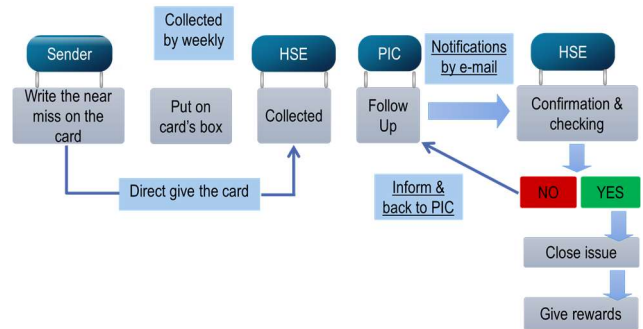 Collected
by weekly
Sender
HSE
PIC
Notifications
by e-mail
HSE
Write the near
miss on the
card
Put on
card's box
Collected
Follow
Up
Confirmation &
checking
Direct give the card
Inform &
back to PIC
NO
YES
Close issue
Give rewards